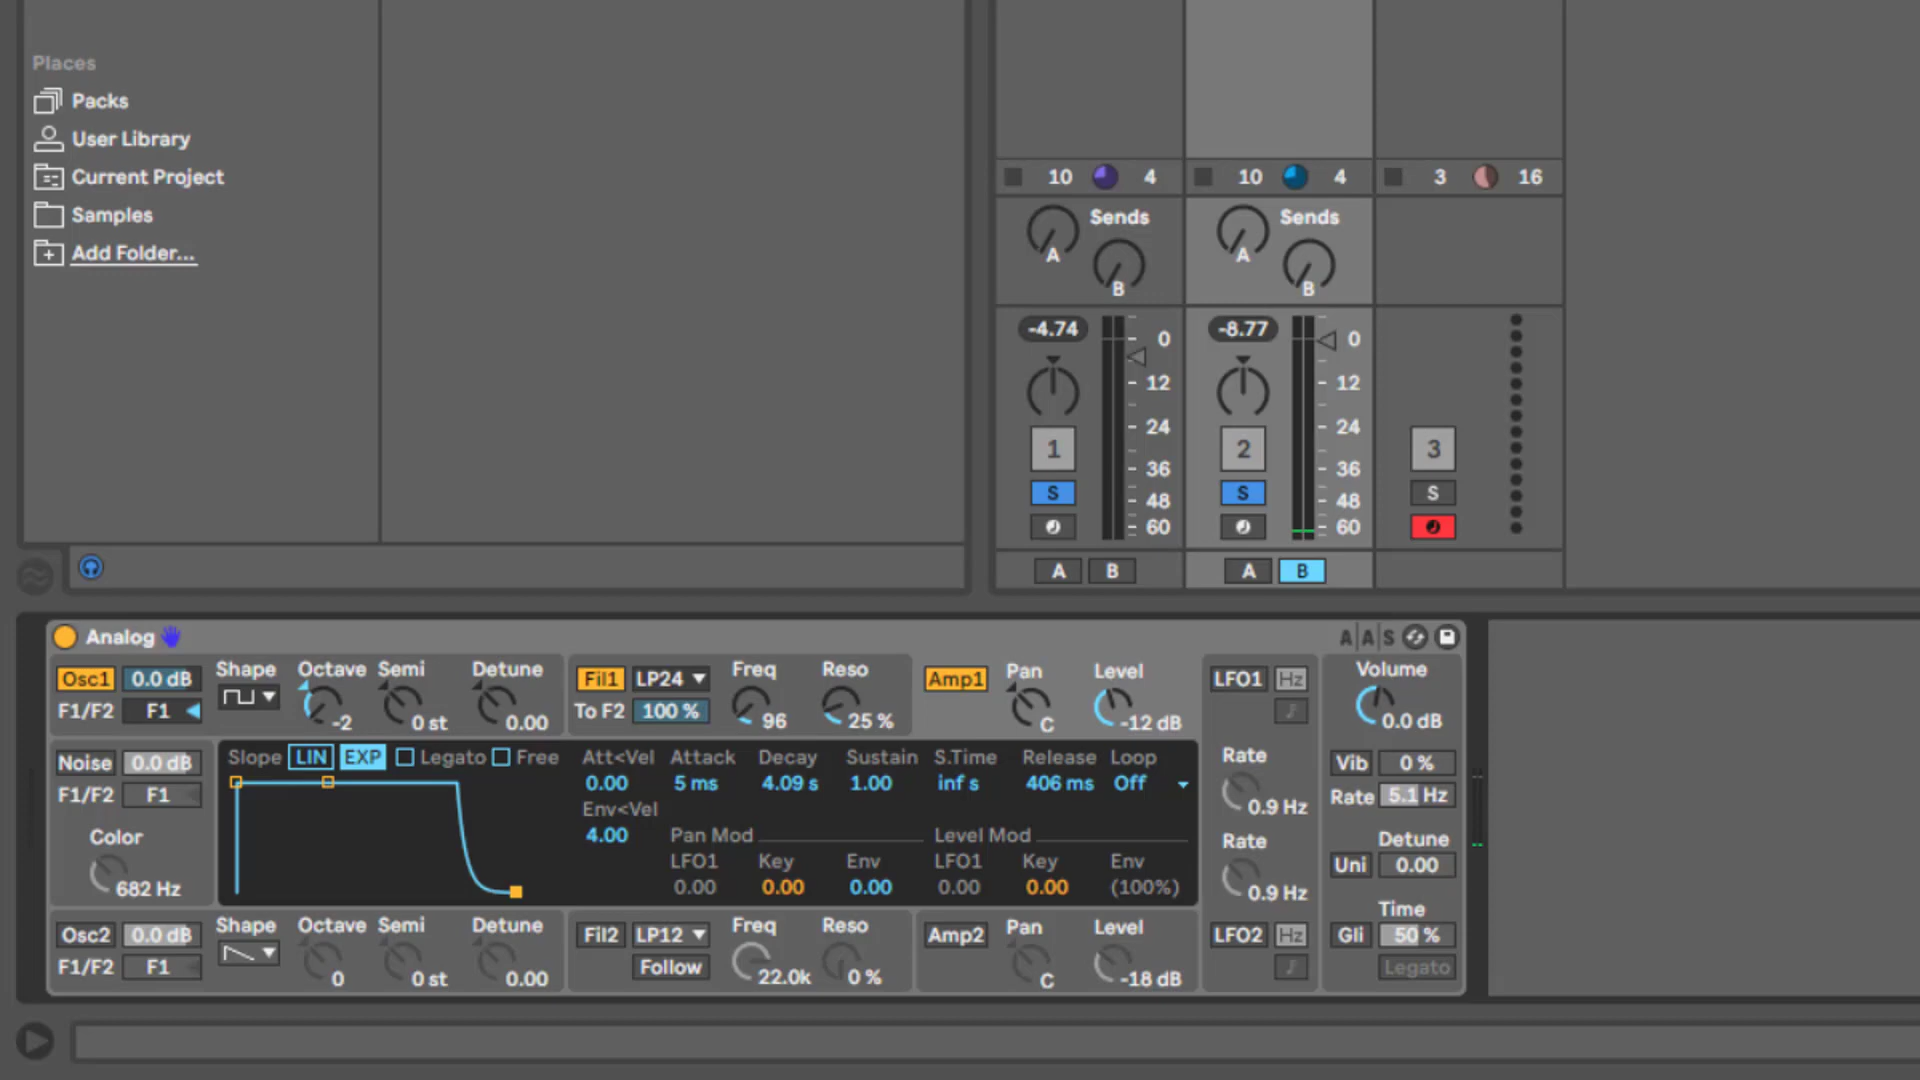 Places
Packs
User Library
Current Project
Samples
Add Folder...
10 4 10 4 3 16
Sends Sends
A A
B B
-4.74 0 -8.77 0
12 12
24 24
1 2 3
36 36
S S S
48 48
60 60
A B A B
Analog
A|A|S
Osc1 0.0 dB Shape Octave Semi Detune
F1/F2 F1 -2 0 st 0.00
Fil1 LP24 Freq Reso
To F2 100 % 96 25 %
Amp1 Pan Level
C -12 dB
LFO1 Hz
Volume
0.0 dB
Noise 0.0 dB
F1/F2 F1
Color
682 Hz
Slope LIN EXP Legato Free
Att<Vel Attack Decay Sustain S.Time Release Loop
0.00 5 ms 4.09 s 1.00 inf s 406 ms Off
Env<Vel
4.00 Pan Mod Level Mod
LFO1 Key Env LFO1 Key Env
0.00 0.00 0.00 0.00 0.00 (100%)
Rate
0.9 Hz
Rate
0.9 Hz
Vib 0 %
Rate 5.1 Hz
Detune
Uni 0.00
Time
Osc2 0.0 dB Shape Octave Semi Detune
F1/F2 F1 0 0 st 0.00
Fil2 LP12 Freq Reso
Follow 22.0k 0 %
Amp2 Pan Level
C -18 dB
LFO2 Hz
Gli 50 %
Legato